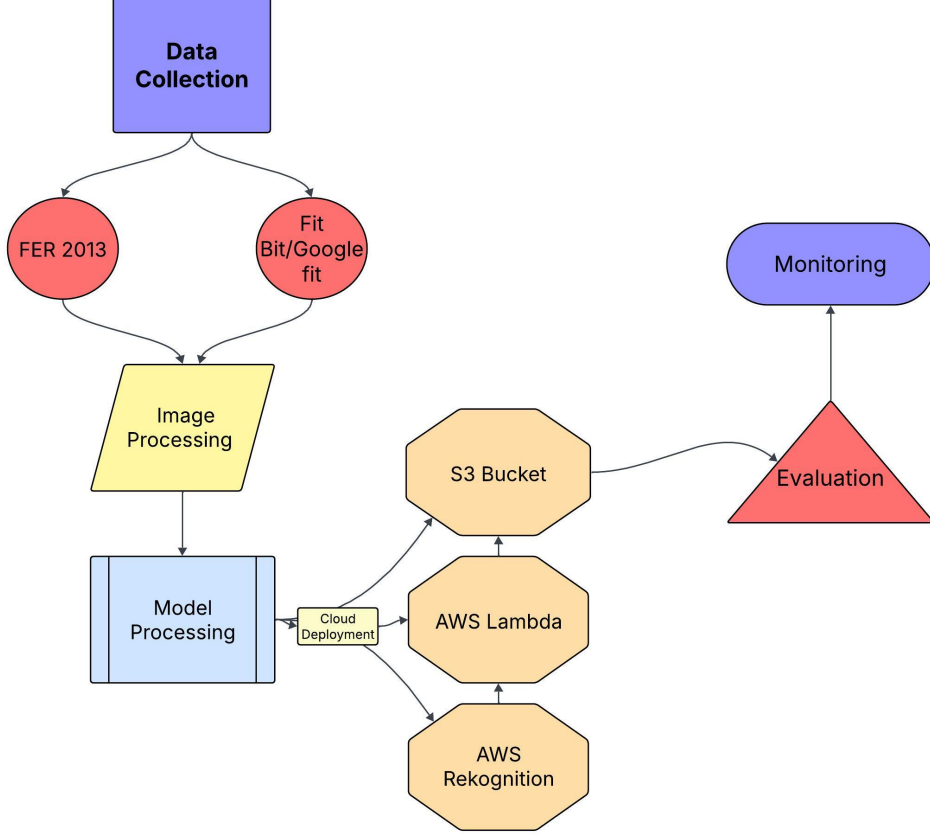 Data
Collection
FER 2013
Fit
Bit/Google
fit
Monitoring
Image
Processing
S3 Bucket
Evaluation
Model
Processing
Cloud
Deployment
AWS Lambda
AWS
Rekognition